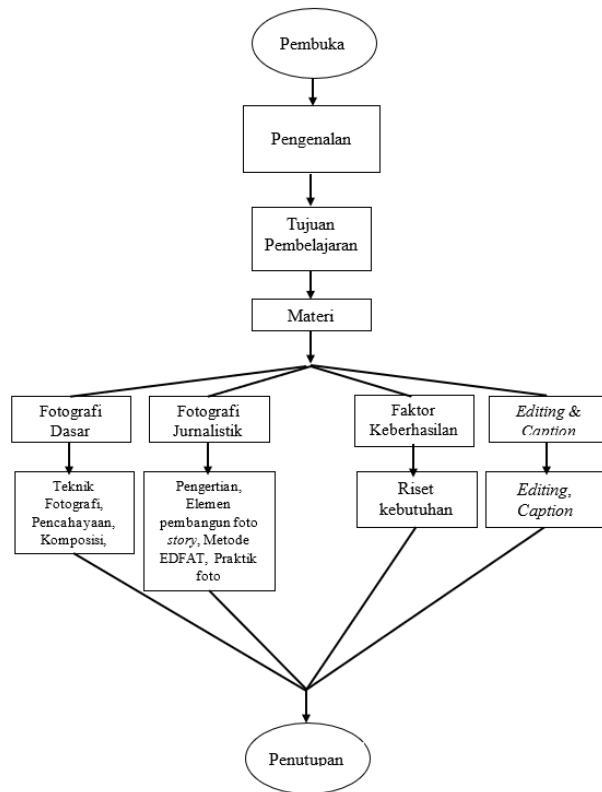 Pembuka
Pengenalan
Tujuan
Pembelajaran
Materi
Fotografi
Dasar
Fotografi
Jurnalistik
Faktor
Keberhasilan
Editing &
Caption
Teknik
Fotografi,
Pencahayaan,
Komposisi,
Pengertian,
Elemen
pembangun foto
story, Metode
EDFAT, Praktik
foto
Riset
kebutuhan
Editing,
Caption
Penutupan